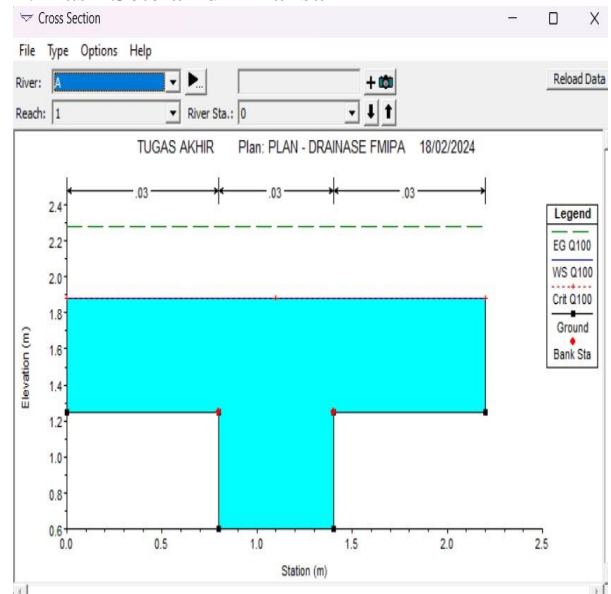 Cross Section
File Type Options Help
River: A
+
Reload Data
Reach: 1
River Sta.: 0
TUGAS AKHIR Plan: PLAN - DRAINASE FMIPA 18/02/2024
.03 .03 .03
2.4
2.2
2.0
1.8
1.6
1.4
1.2
1.0
0.8
0.6
Elevation (m)
0.0 0.5 1.0 1.5 2.0 2.5
Station (m)
Legend
EG Q100
WS Q100
Crit Q100
Ground
Bank Sta